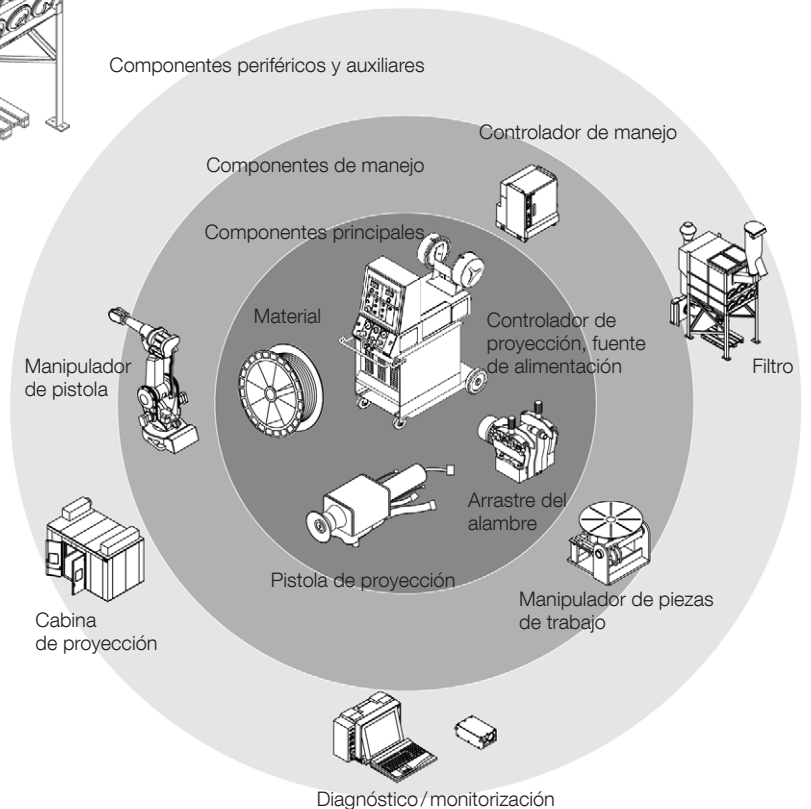 Componentes periféricos y auxiliares
Controlador de manejo
Componentes de manejo
Componentes principales
Material
Controlador de
proyección, fuente
de alimentación
Manipulador
de pistola
Filtro
Arrastre del
alambre
Pistola de proyección
Manipulador de piezas
de trabajo
Cabina
de proyección
Diagnóstico/monitorización